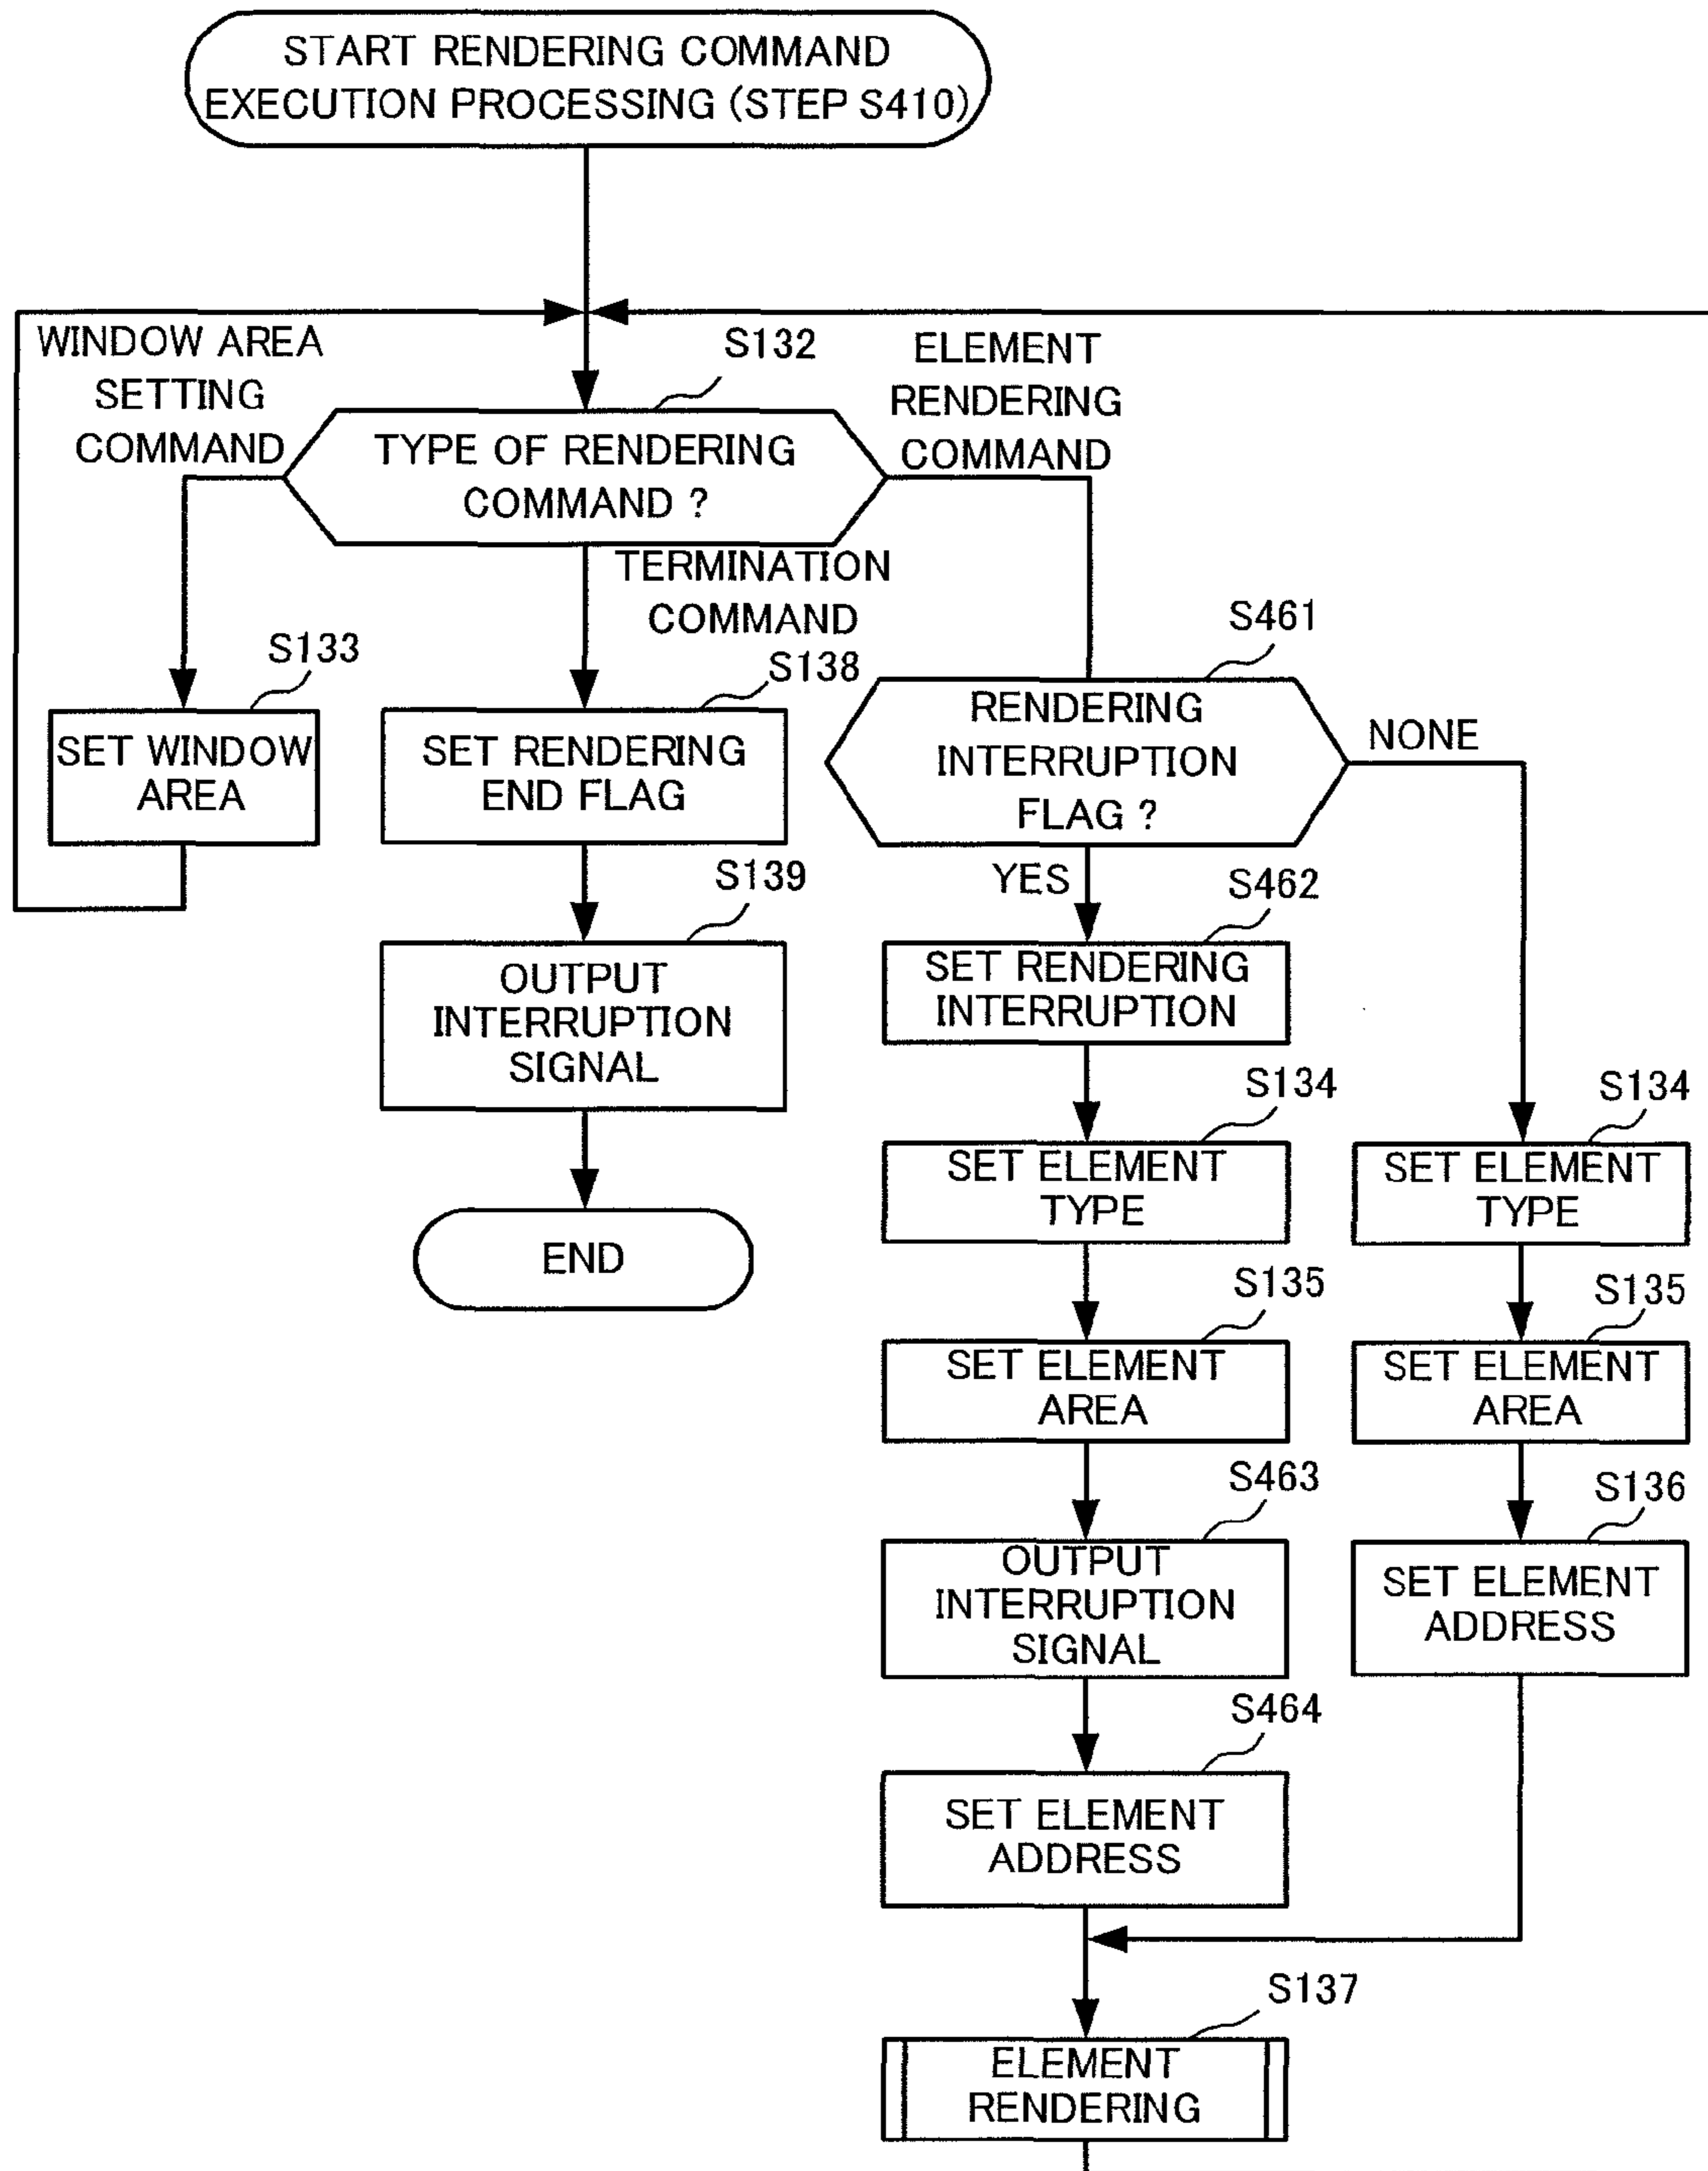 START RENDERING COMMAND
EXECUTION PROCESSING (STEP S410)
WINDOW AREA
SETTING
COMMAND
S132
ELEMENT
RENDERING
COMMAND
TYPE OF RENDERING
COMMAND ?
TERMINATION
COMMAND
S133
SET WINDOW
AREA
S138
SET RENDERING
END FLAG
S139
OUTPUT
INTERRUPTION
SIGNAL
END
S461
RENDERING
INTERRUPTION
FLAG ?
NONE
YES
S462
SET RENDERING
INTERRUPTION
S134
SET ELEMENT
TYPE
S135
SET ELEMENT
AREA
S463
OUTPUT
INTERRUPTION
SIGNAL
S464
SET ELEMENT
ADDRESS
S134
SET ELEMENT
TYPE
S135
SET ELEMENT
AREA
S136
SET ELEMENT
ADDRESS
S137
ELEMENT
RENDERING